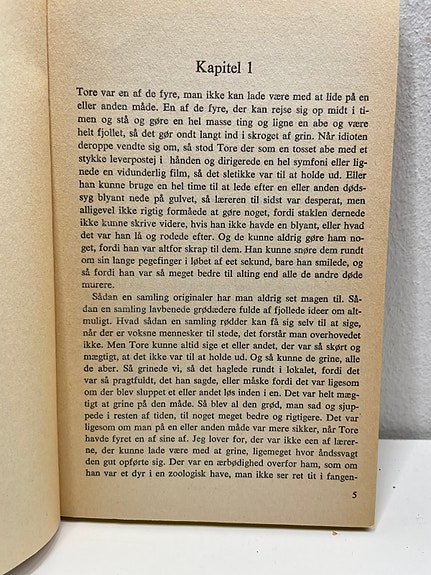 Kapitel 1
Tore var en af de fyre, man ikke kan lade være med at lide på en
eller anden måde. En af de fyre, der kan rejse sig op midt i ti-
men og stå og gøre en hel masse ting og ligne en abe og være
helt fjollet, så det gør ondt langt ind i skroget af grin. Når idioten
deroppe vendte sig om, så stod Tore der som en tosset abe med et
stykke leverpostej i hånden og dirigerede en hel symfoni eller lig-
nede en vidunderlig film, så det sletikke var til at holde ud. Eller
han kunne bruge en hel time til at lede efter en eller anden døds-
syg blyant nede på gulvet, så læreren til sidst var desperat, men
alligevel ikke rigtig formåede at gøre noget, fordi staklen dernede
ikke kunne skrive videre, hvis han ikke havde en blyant, eller hvad
det var han lå og rodede efter. Og de kunne aldrig gøre ham no-
get, fordi han var altfor skrap til dem. Han kunne snøre dem rundt
om sin lange pegefinger i løbet af eet sekund, bare han smilede, og
så fordi han var så meget bedre til alting end alle de andre døde
murere.
Sådan en samling originaler har man aldrig set magen til. Så-
dan en samling lavbenede grødædere fulde af fjollede ideer om alt-
muligt. Hvad sådan en samling rødder kan få sig selv til at sige,
når der er voksne mennesker til stede, det forstår man overhovedet
ikke. Men Tore kunne altid sige et eller andet, der var så skørt og
mægtigt, at det ikke var til at holde ud. Og så kunne de grine, alle
de aber. Så grinede vi, så det haglede rundt i lokalet, fordi det
var så pragtfuldt, det han sagde, eller måske fordi det var ligesom
om der blev sluppet et eller andet løs inden i en. Det var helt mæg-
tigt at grine på den måde. Så blev al den grød, man sad og sjup-
pede i resten af tiden, til noget meget bedre og rigtigere. Det var
ligesom om man på en eller anden måde var mere sikker, når Tore
havde fyret en af sine af. Jeg lover for, der var ikke een af lærer-
ne, der kunne lade være med at grine, ligemeget hvor åndssvagt
det gut opførte sig. Der var en ærbødighed overfor ham, som om
han var et dyr i en zoologisk have, man ikke ser ret tit i fangen-
5